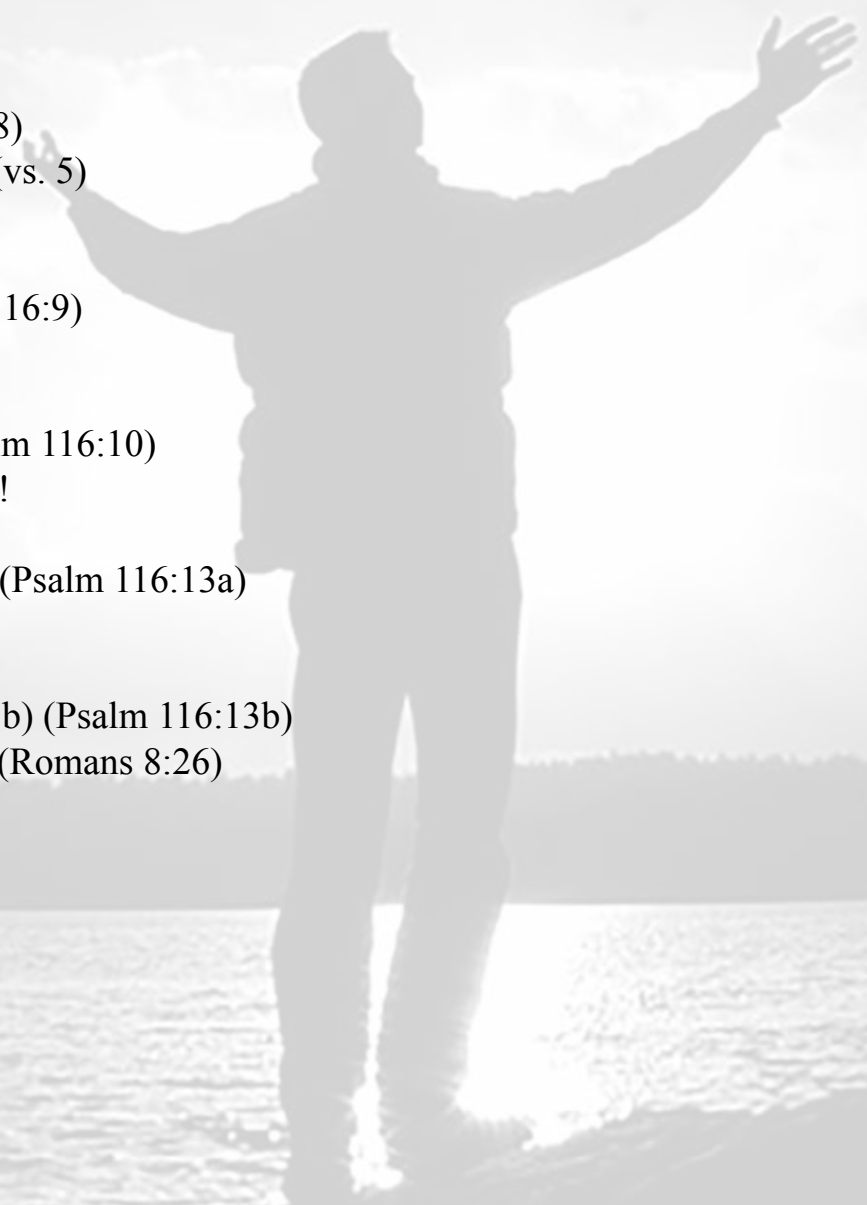 8)
(vs. 5)
16:9)
m 116:10)
!
(Psalm 116:13a)
b) (Psalm 116:13b)
(Romans 8:26)